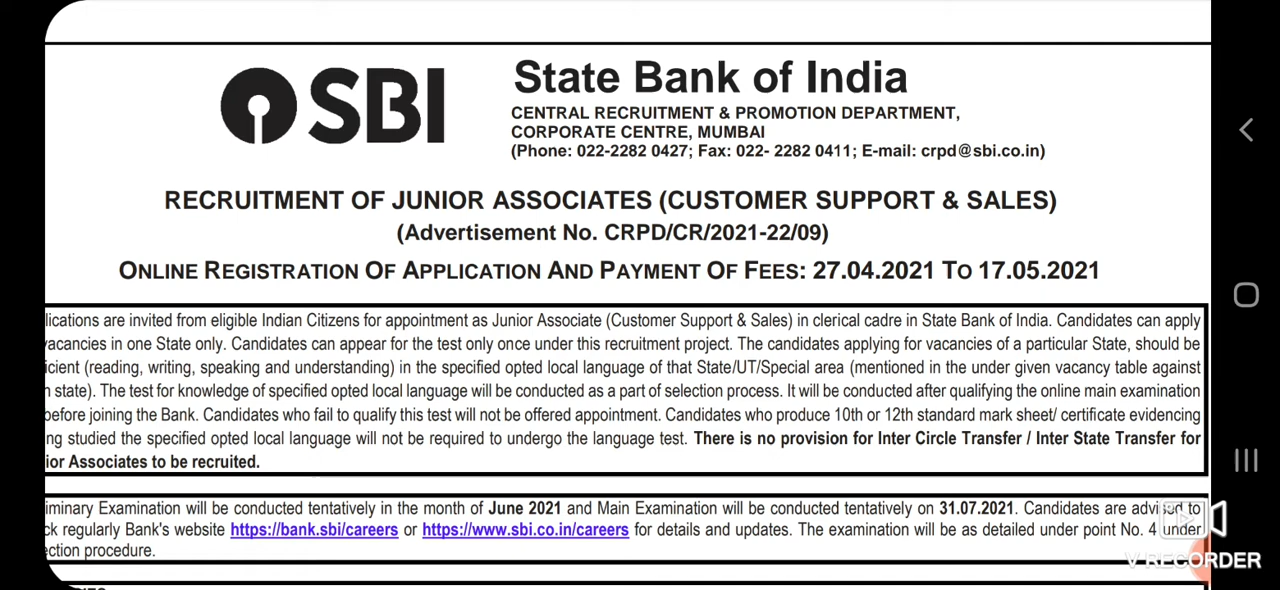 SBI
State Bank of India
CENTRAL RECRUITMENT & PROMOTION DEPARTMENT,
CORPORATE CENTRE, MUMBAI
(Phone: 022-2282 0427; Fax: 022- 2282 0411; E-mail: crpd@sbi.co.in)
RECRUITMENT OF JUNIOR ASSOCIATES (CUSTOMER SUPPORT & SALES)
(Advertisement No. CRPD/CR/2021-22/09)
ONLINE REGISTRATION OF APPLICATION AND PAYMENT OF FEES: 27.04.2021 TO 17.05.2021
lications are invited from eligible Indian Citizens for appointment as Junior Associate (Customer Support & Sales) in clerical cadre in State Bank of India. Candidates can apply
vacancies in one State only. Candidates can appear for the test only once under this recruitment project. The candidates applying for vacancies of a particular State, should be
icient (reading, writing, speaking and understanding) in the specified opted local language of that State/UT/Special area (mentioned in the under given vacancy table against
n state). The test for knowledge of specified opted local language will be conducted as a part of selection process. It will be conducted after qualifying the online main examination
before joining the Bank. Candidates who fail to qualify this test will not be offered appointment. Candidates who produce 10th or 12th standard mark sheet/ certificate evidencing
ng studied the specified opted local language will not be required to undergo the language test. There is no provision for Inter Circle Transfer / Inter State Transfer for
ior Associates to be recruited.
iminary Examination will be conducted tentatively in the month of June 2021 and Main Examination will be conducted tentatively on 31.07.2021. Candidates are advised to
ck regularly Bank's website https://bank.sbi/careers or https://www.sbi.co.in/careers for details and updates. The examination will be as detailed under point No. 4 under
ection procedure.
V RECORDER